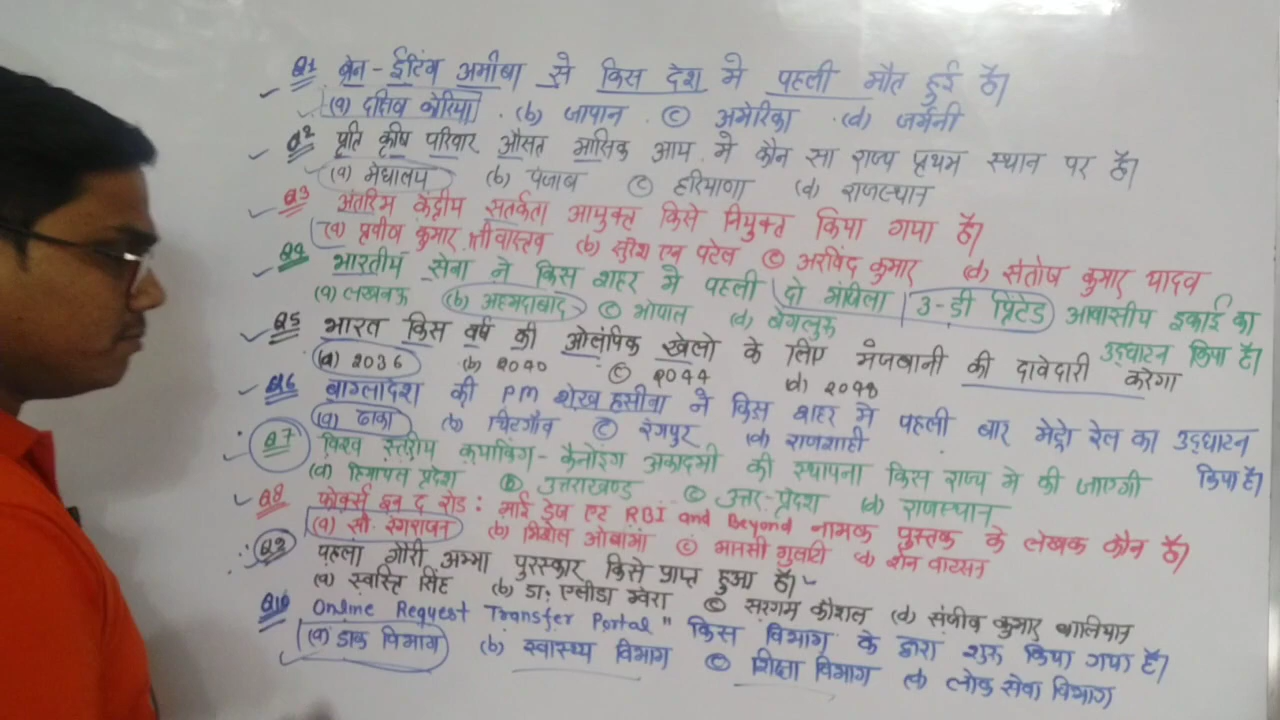 Q1 ब्रेन - ईटिंग अमीबा से किस देश मे पहली मौत हुई है।
(a) दक्षिण कोरिया (b) जापान (c) अमेरिका (d) जर्मनी
Q2 प्रति कृषि परिवार औसत मासिक आय मे कौन सा राज्य प्रथम स्थान पर है।
(a) मेघालय (b) पंजाब (c) हरियाणा (d) राजस्थान
Q3 अंतरिम केंद्रीय सतर्कता आयुक्त किसे नियुक्त किया गया है।
(a) प्रवीण कुमार श्रीवास्तव (b) सुरेश एन पटेल (c) अरविंद कुमार (d) संतोष कुमार यादव
Q4 भारतीय सेना ने किस शहर मे पहली दो मंजिला 3-डी प्रिंटेड आवासीय इकाई का उद्घाटन किया है।
(a) लखनऊ (b) अहमदाबाद (c) भोपाल (d) बेंगलुरु
Q5 भारत किस वर्ष की ओलंपिक खेलो के लिए मेजबानी की दावेदारी करेगा
(a) 2036 (b) 2040 (c) 2044 (d) 2048
Q6 बांग्लादेश की PM शेख हसीना ने किस शहर मे पहली बार मेट्रो रेल का उद्घाटन किया है।
(a) ढाका (b) चिटगाँव (c) रंगपुर (d) राजशाही
Q7 विश्व स्तरीय कयाकिंग - कैनोइंग अकादमी की स्थापना किस राज्य मे की जाएगी
(a) हिमाचल प्रदेश (b) उत्तराखण्ड (c) उत्तर-प्रदेश (d) राजस्थान
Q8 फोर्क्स इन द रोड : माई डेज एट RBI and Beyond नामक पुस्तक के लेखक कौन है।
(a) सी. रंगराजन (b) मिशेल ओबामा (c) मानसी गुलाटी (d) शेन वाटसन
Q9 पहला गौरी अम्मा पुरस्कार किसे प्राप्त हुआ है।
(a) स्वस्ति सिंह (b) डा. एलीडा ग्वेरा (c) सरगम कौशल (d) संजीव कुमार बालियान
Q10 Online Request Transfer Portal" किस विभाग के द्वारा शुरू किया गया है।
(a) डाक विभाग (b) स्वास्थ्य विभाग (c) शिक्षा विभाग (d) लोक सेवा विभाग